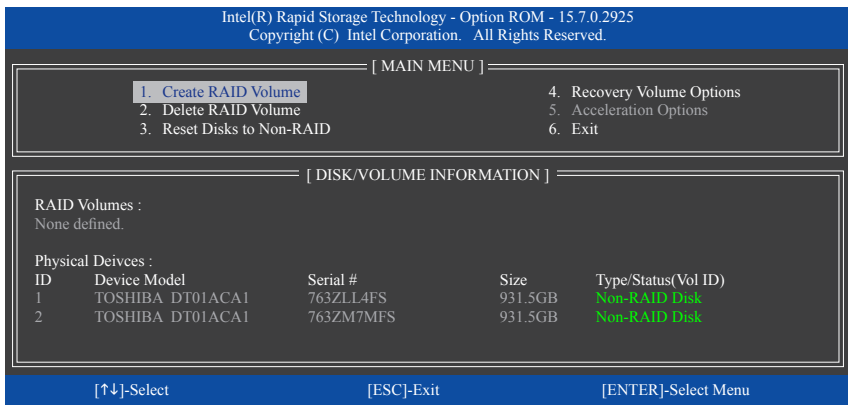 Intel(R) Rapid Storage Technology - Option ROM - 15.7.0.2925
Copyright (C) Intel Corporation. All Rights Reserved.
[ MAIN MENU ]
1. Create RAID Volume
2. Delete RAID Volume
3. Reset Disks to Non-RAID
4. Recovery Volume Options
5. Acceleration Options
6. Exit
[ DISK/VOLUME INFORMATION ]
RAID Volumes :
None defined.
Physical Deivces :
ID Device Model Serial # Size Type/Status(Vol ID)
1 TOSHIBA DT01ACA1 763ZLL4FS 931.5GB Non-RAID Disk
2 TOSHIBA DT01ACA1 763ZM7MFS 931.5GB Non-RAID Disk
[↑↓]-Select [ESC]-Exit [ENTER]-Select Menu